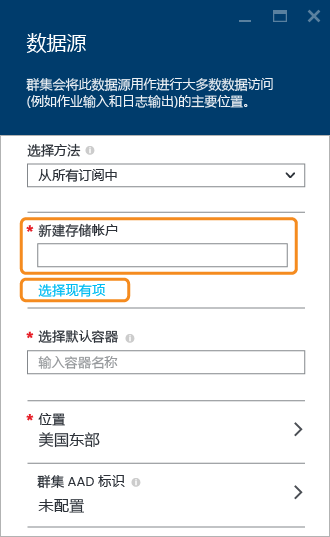 数据源
群集会将此数据源用作进行大多数数据访问
(例如作业输入和日志输出)的主要位置。
选择方法
从所有订阅中
* 新建存储帐户
选择现有项
* 选择默认容器
输入容器名称
* 位置
美国东部
群集 AAD 标识
未配置